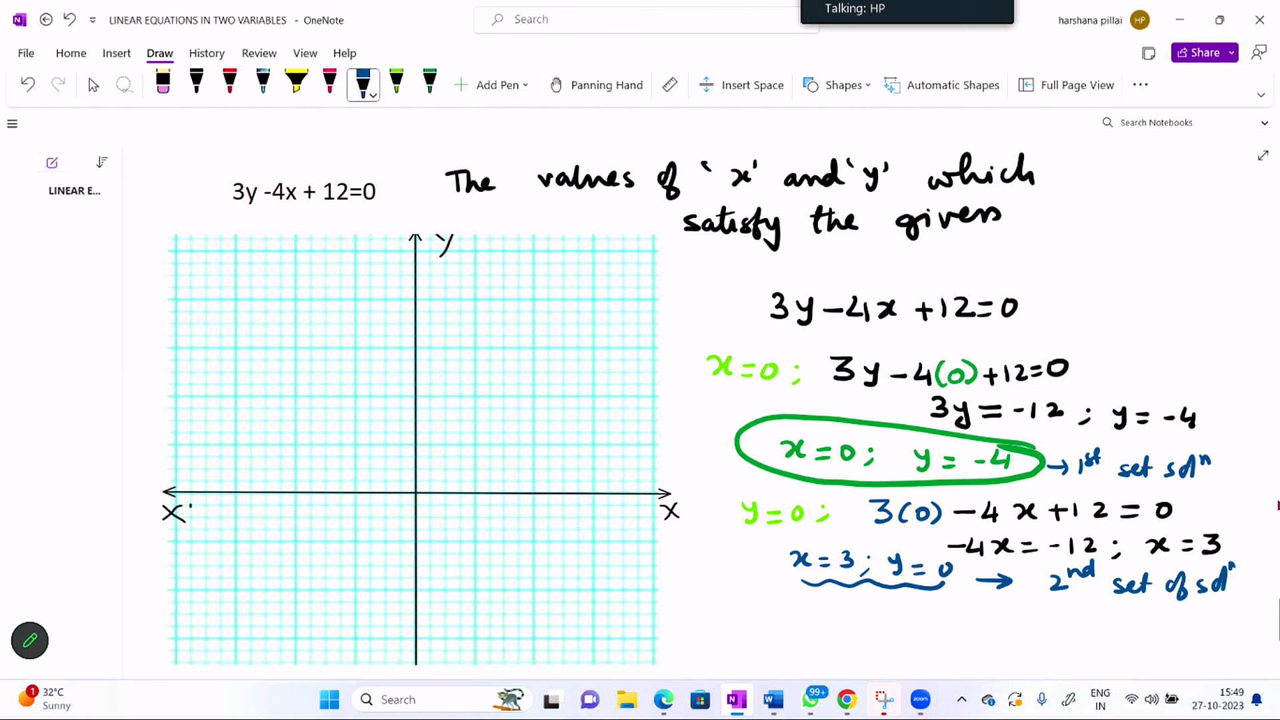 Talking: HP
LINEAR EQUATIONS IN TWO VARIABLES - OneNote
Search
harshana pillai
HP
File Home Insert Draw History Review View Help
Share
Add Pen
Panning Hand
Insert Space
Shapes
Automatic Shapes
Full Page View
Search Notebooks
LINEAR E...
3y -4x + 12=0
The values of 'x' and 'y' which
satisfy the given
y
X'
X
3y-4x+12=0
x=0; 3y-4(0)+12=0
3y=-12; y=-4
x=0; y=-4 →1st set solⁿ
y=0; 3(0)-4x+12=0
-4x=-12; x=3
x=3; y=0 → 2nd set of solⁿ
1
32°C
Sunny
Search
99+
ENG
IN
15:49
27-10-2023